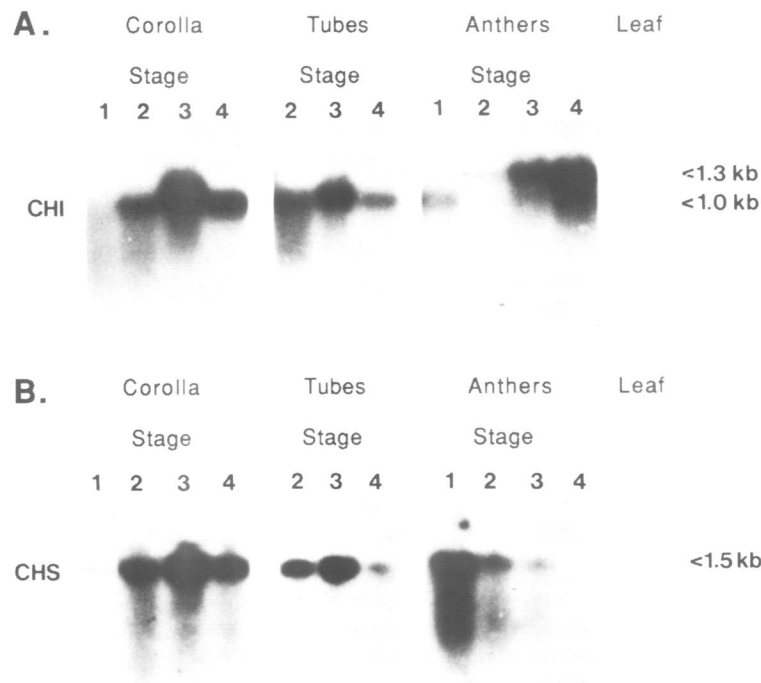 A. Corolla Tubes Anthers Leaf
Stage Stage
1 2 3 4 2 3 4 1 2 3 4
<1.3 kb
CHI <1.0 kb
B. Corolla Tubes Anthers Leaf
Stage Stage Stage
1 2 3 4 2 3 4 1 2 3 4
CHS <1.5 kb